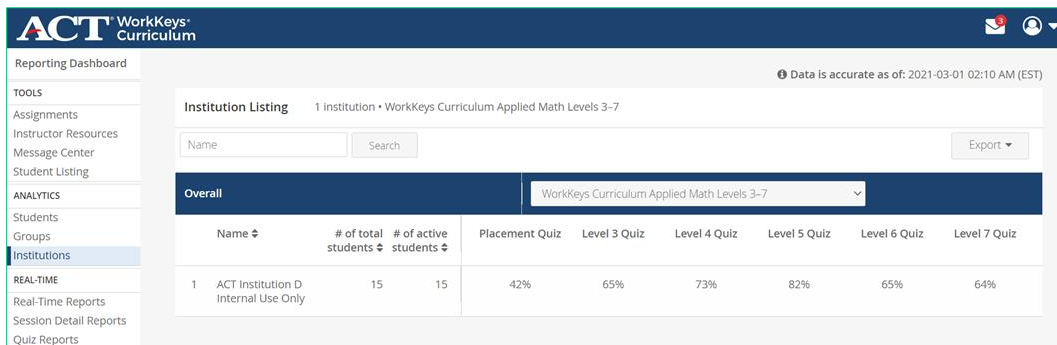 ACT® WorkKeys®
Curriculum
3
Reporting Dashboard
TOOLS
Assignments
Instructor Resources
Message Center
Student Listing
ANALYTICS
Students
Groups
Institutions
REAL-TIME
Real-Time Reports
Session Detail Reports
Quiz Reports
Data is accurate as of: 2021-03-01 02:10 AM (EST)
Institution Listing 1 institution • WorkKeys Curriculum Applied Math Levels 3–7
Name Search Export
Overall WorkKeys Curriculum Applied Math Levels 3–7
Name # of total students # of active students Placement Quiz Level 3 Quiz Level 4 Quiz Level 5 Quiz Level 6 Quiz Level 7 Quiz
1 ACT Institution D 15 15 42% 65% 73% 82% 65% 64%
Internal Use Only